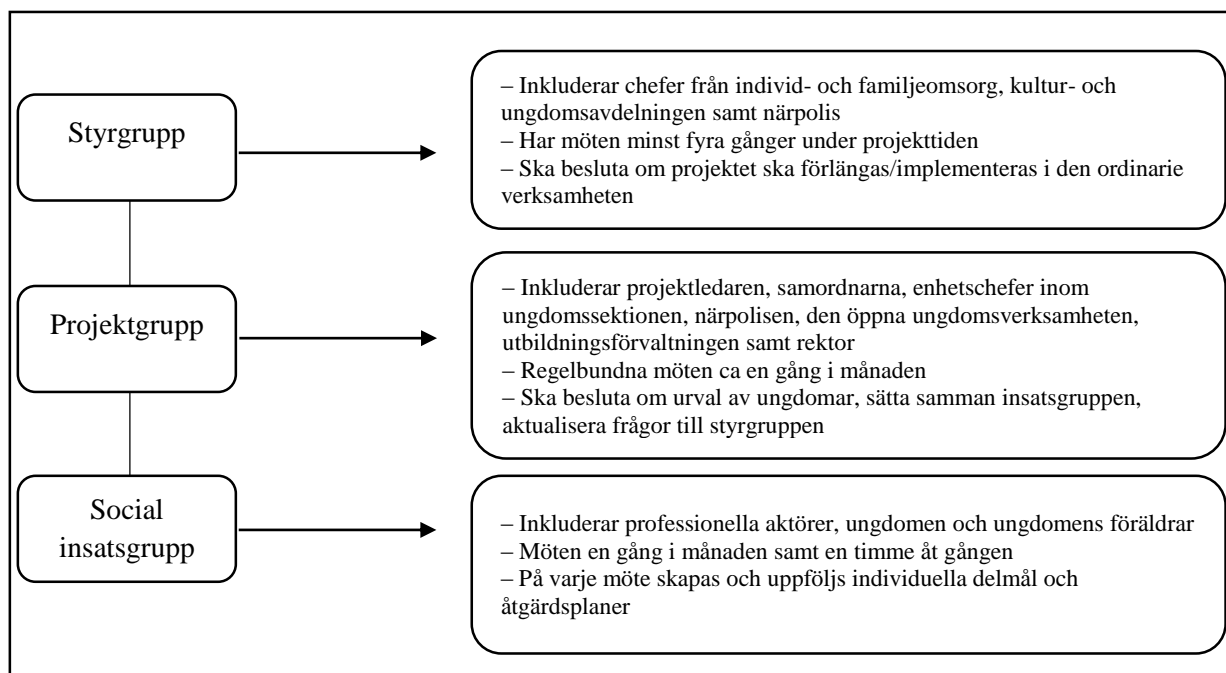 Styrgrupp
– Inkluderar chefer från individ- och familjeomsorg, kultur- och
ungdomsavdelningen samt närpolis
– Har möten minst fyra gånger under projekttiden
– Ska besluta om projektet ska förlängas/implementeras i den ordinarie
verksamheten
Projektgrupp
– Inkluderar projektledaren, samordnarna, enhetschefer inom
ungdomssektionen, närpolisen, den öppna ungdomsverksamheten,
utbildningsförvaltningen samt rektor
– Regelbundna möten ca en gång i månaden
– Ska besluta om urval av ungdomar, sätta samman insatsgruppen,
aktualisera frågor till styrgruppen
Social
insatsgrupp
– Inkluderar professionella aktörer, ungdomen och ungdomens föräldrar
– Möten en gång i månaden samt en timme åt gången
– På varje möte skapas och uppföljs individuella delmål och
åtgärdsplaner